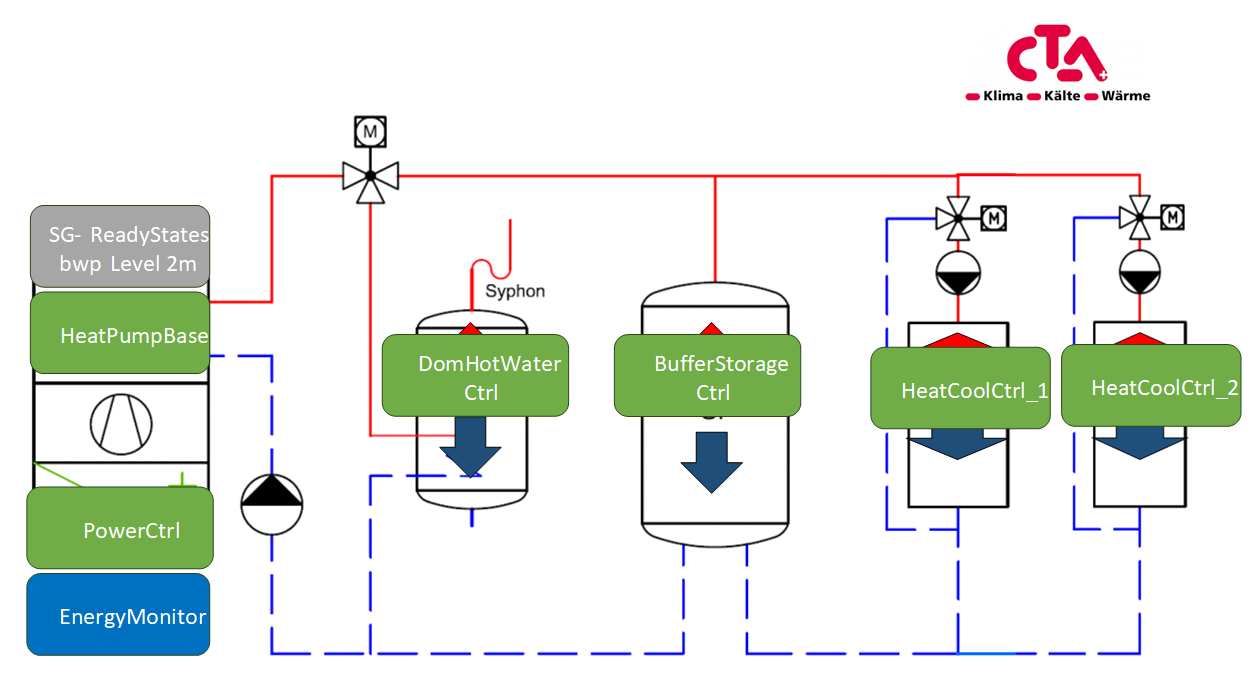 CTA
Klima Kälte Wärme
M
SG- ReadyStates
bwp Level 2m
M
M
Syphon
HeatPumpBase
DomHotWater
Ctrl
BufferStorage
Ctrl
HeatCoolCtrl_1
HeatCoolCtrl_2
PowerCtrl
EnergyMonitor